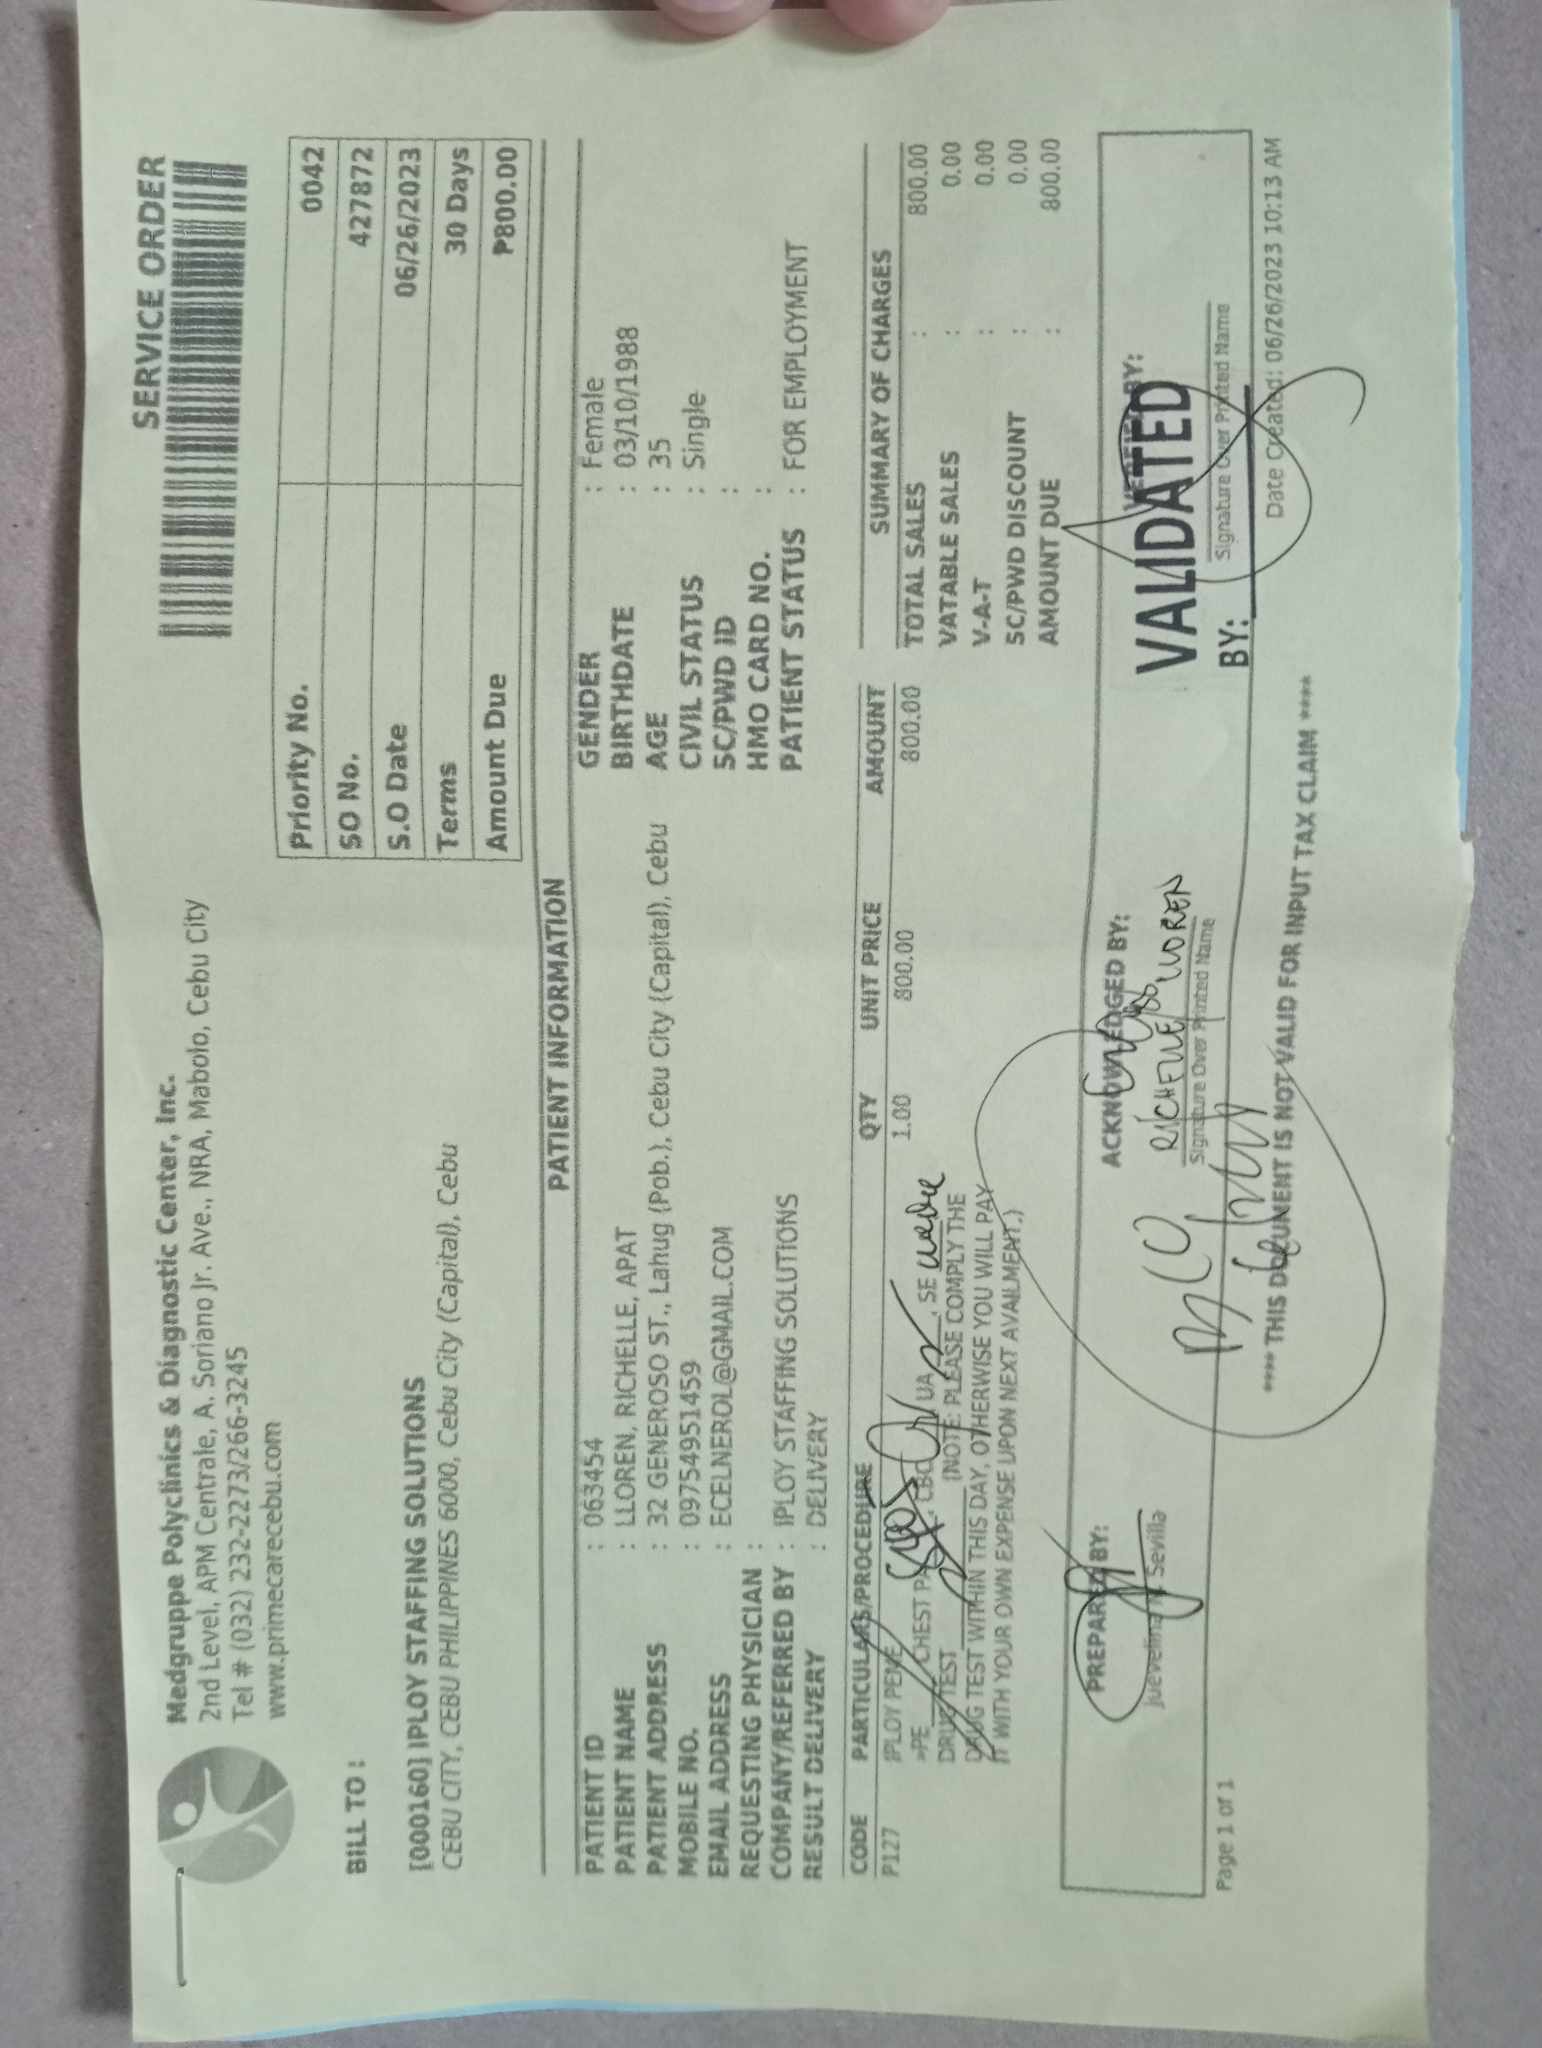 SERVICE ORDER
Medgruppe Polyclinics & Diagnostic Center, Inc.
2nd Level, APM Centrale, A. Soriano Jr. Ave., NRA, Mabolo, Cebu City
Tel # (032) 232-2273/266-3245
www.primecarecebu.com
Priority No. 0042
SO No. 427872
S.O Date 06/26/2023
Terms 30 Days
Amount Due ₱800.00
BILL TO :
[000160] IPLOY STAFFING SOLUTIONS
CEBU CITY, CEBU PHILIPPINES 6000, Cebu City (Capital), Cebu
PATIENT INFORMATION
PATIENT ID : 063454
PATIENT NAME : LLOREN, RICHELLE, APAT
PATIENT ADDRESS : 32 GENEROSO ST., Lahug (Pob.), Cebu City (Capital), Cebu
MOBILE NO. : 09754951459
EMAIL ADDRESS : ECELNEROL@GMAIL.COM
REQUESTING PHYSICIAN :
COMPANY/REFERRED BY : IPLOY STAFFING SOLUTIONS
RESULT DELIVERY : DELIVERY
GENDER : Female
BIRTHDATE : 03/10/1988
AGE : 35
CIVIL STATUS : Single
SC/PWD ID :
HMO CARD NO. :
PATIENT STATUS : FOR EMPLOYMENT
CODE PARTICULARS/PROCEDURE QTY UNIT PRICE AMOUNT
P127 IPLOY PEME 1.00 800.00 800.00
>PE , CHEST PA , CBC , UA , SE
DRUG TEST (NOTE: PLEASE COMPLY THE
DRUG TEST WITHIN THIS DAY, OTHERWISE YOU WILL PAY
IT WITH YOUR OWN EXPENSE UPON NEXT AVAILMENT.)
SUMMARY OF CHARGES
TOTAL SALES : 800.00
VATABLE SALES : 0.00
V-A-T : 0.00
SC/PWD DISCOUNT : 0.00
AMOUNT DUE : 800.00
PREPARED BY:
Juevelina Sevilla
ACKNOWLEDGED BY:
RICHELLE LLOREN
Signature Over Printed Name
VERIFIED BY:
VALIDATED
Signature Over Printed Name
BY:
Page 1 of 1
Date Created: 06/26/2023 10:13 AM
**** THIS DOCUMENT IS NOT VALID FOR INPUT TAX CLAIM ****